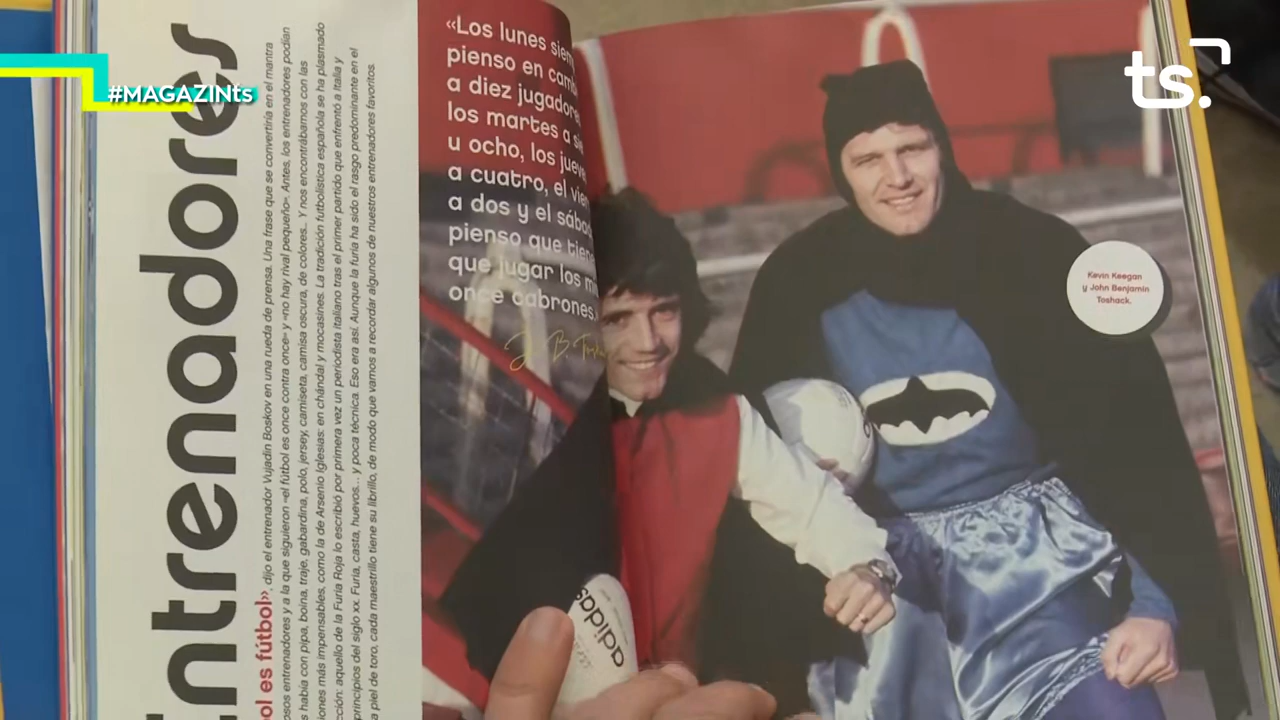 #MAGAZINts
ts.
Entrenadores
bol es fútbol», dijo el entrenador Vujadin Boskov en una rueda de prensa. Una frase que se convertiría en el mantra
osos entrenadores y a la que siguieron «el fútbol es once contra once» y «no hay rival pequeño». Antes, los entrenadores podían
s había con pipa, boina, traje, gabardina, polo, jersey, camiseta, camisa oscura, de colores... Y nos encontrábamos con las
iones más impensables, como la de Arsenio Iglesias: en chándal y mocasines. La tradición futbolística española se ha plasmado
cción: aquello de la Furia Roja lo escribió por primera vez un periodista italiano tras el primer partido que enfrentó a Italia y
principios del siglo XX. Furia, casta, huevos... y poca técnica. Eso era así. Aunque la furia ha sido el rasgo predominante en el
a piel de toro, cada maestrillo tiene su librillo, de modo que vamos a recordar algunos de nuestros entrenadores favoritos.
«Los lunes siem
pienso en camb
a diez jugadores
los martes a sie
u ocho, los jueve
a cuatro, el vier
a dos y el sábad
pienso que tien
que jugar los mi
once cabrones.»
J. B. Tosh
Kevin Keegan
y John Benjamin
Toshack.
adidas